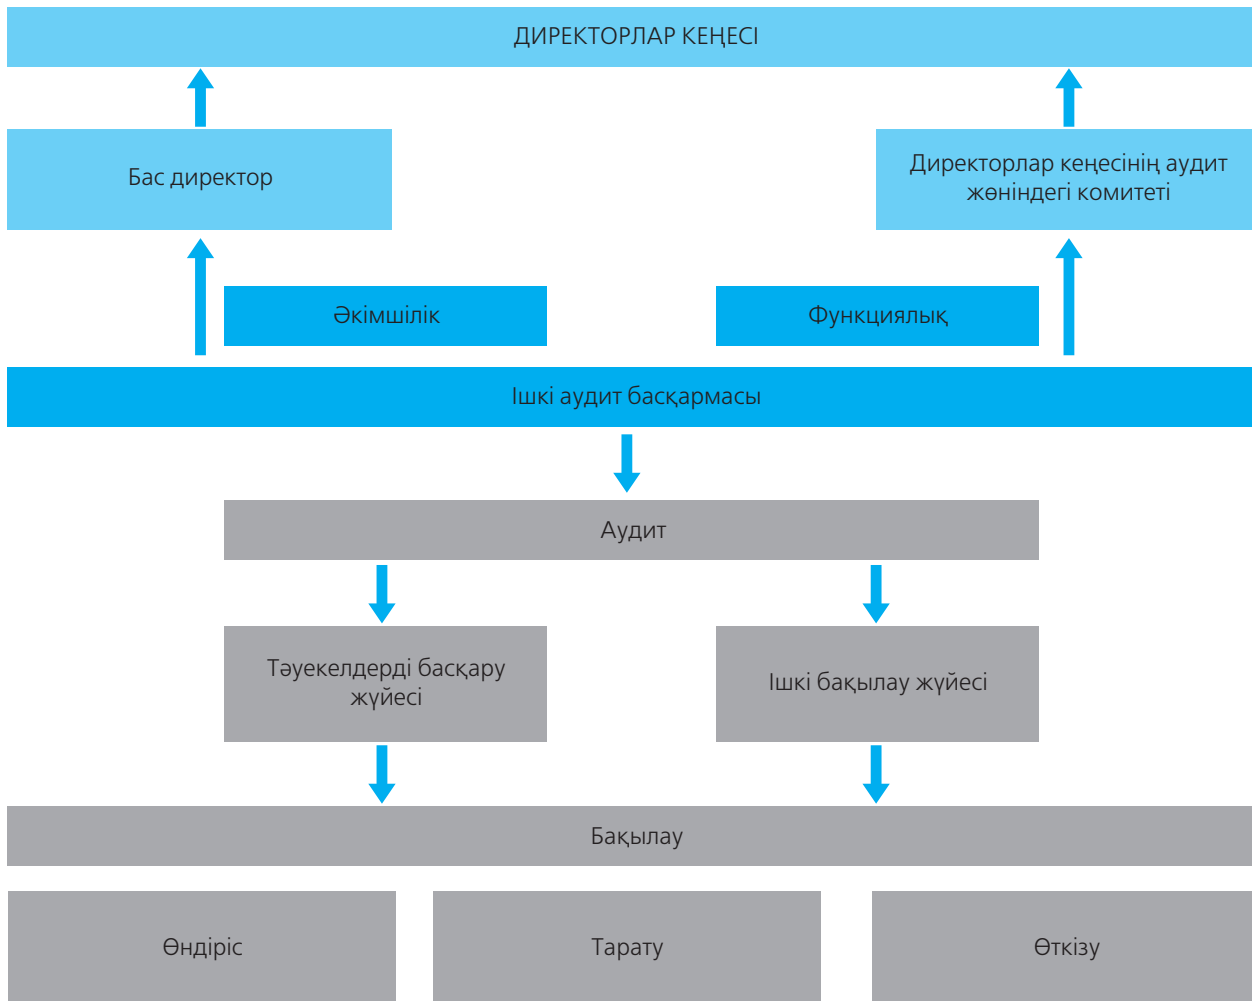 ДИРЕКТОРЛАР КЕҢЕСІ
Бас директор
Директорлар кеңесінің аудит
жөніндегі комитеті
Әкімшілік
Функциялық
Ішкі аудит басқармасы
Аудит
Тәуекелдерді басқару
жүйесі
Ішкі бақылау жүйесі
Бақылау
Өндіріс
Тарату
Өткізу